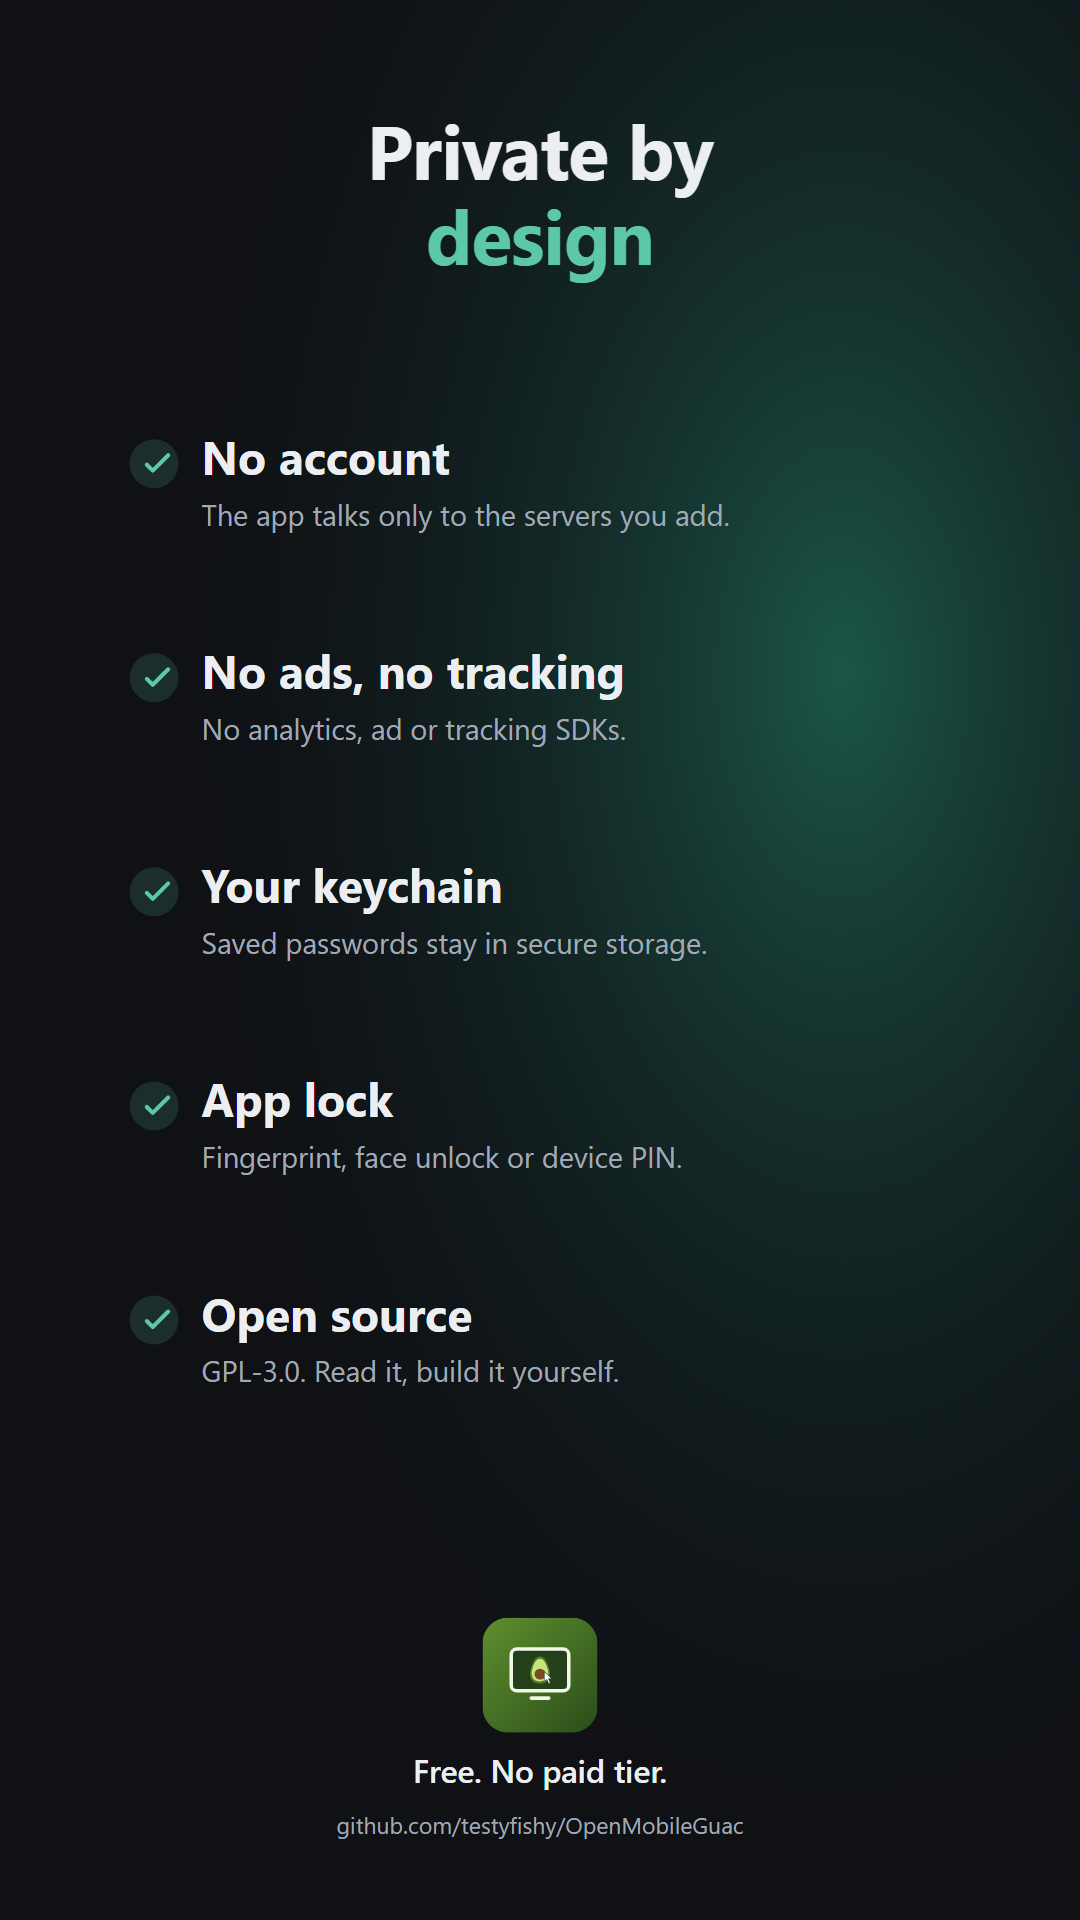 Private by
design
No account
The app talks only to the servers you add.
No ads, no tracking
No analytics, ad or tracking SDKs.
Your keychain
Saved passwords stay in secure storage.
App lock
Fingerprint, face unlock or device PIN.
Open source
GPL-3.0. Read it, build it yourself.
Free. No paid tier.
github.com/testyfishy/OpenMobileGuac